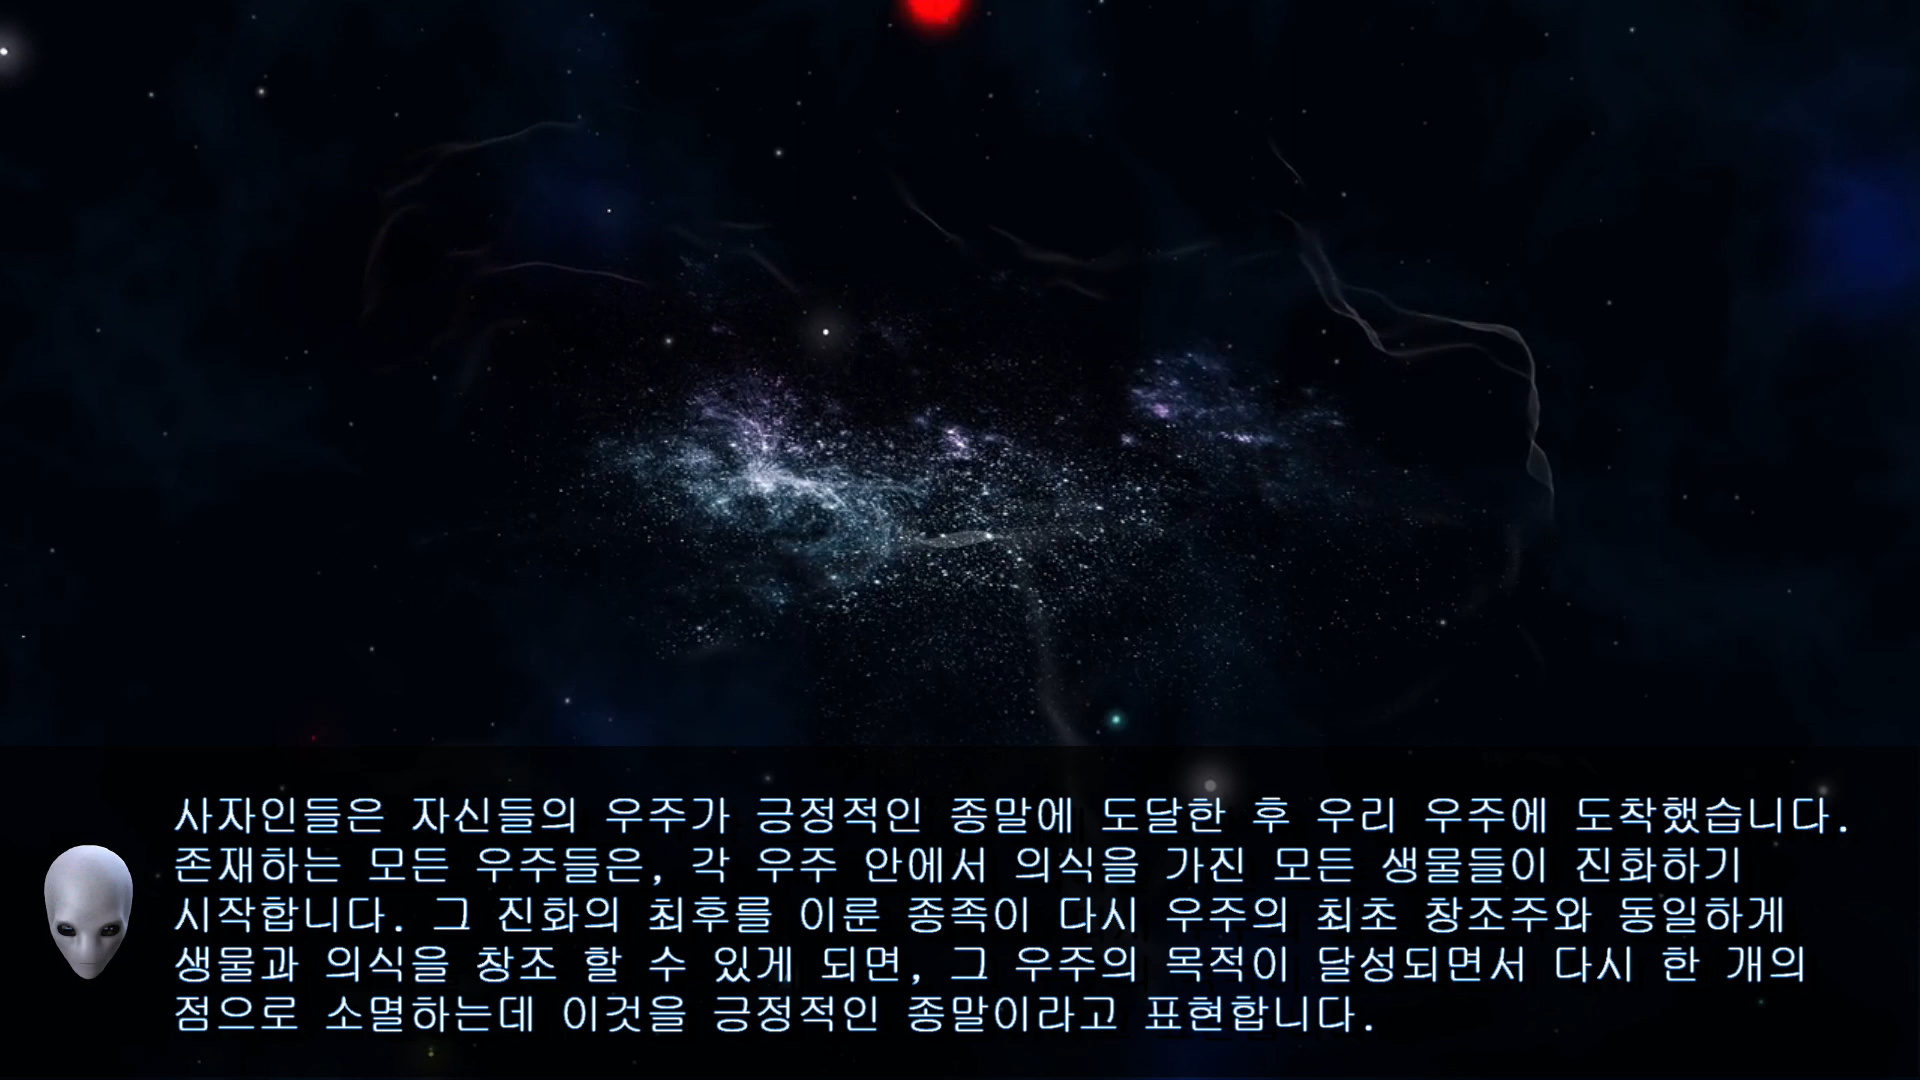 사자인들은 자신들의 우주가 긍정적인 종말에 도달한 후 우리 우주에 도착했습니다.
존재하는 모든 우주들은, 각 우주 안에서 의식을 가진 모든 생물들이 진화하기
시작합니다. 그 진화의 최후를 이룬 종족이 다시 우주의 최초 창조주와 동일하게
생물과 의식을 창조 할 수 있게 되면, 그 우주의 목적이 달성되면서 다시 한 개의
점으로 소멸하는데 이것을 긍정적인 종말이라고 표현합니다.